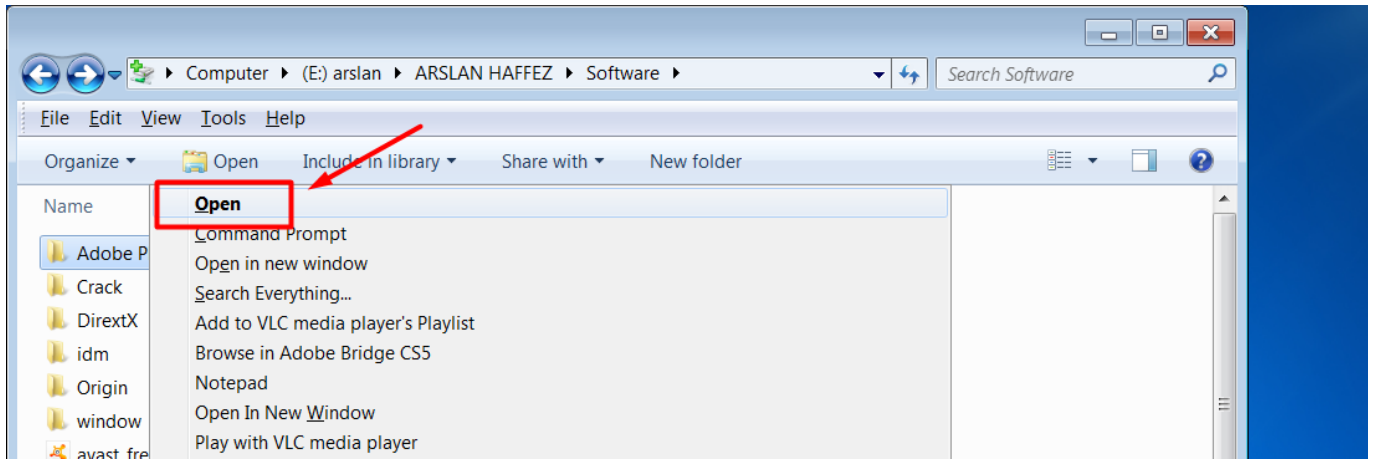 Computer (E:) arslan ARSLAN HAFFEZ Software Search Software
File Edit View Tools Help
Organize Open Include in library Share with New folder
Name
Open
Command Prompt
Adobe P
Open in new window
Crack
Search Everything...
DirextX
Add to VLC media player's Playlist
idm
Browse in Adobe Bridge CS5
Origin
Notepad
window
Open In New Window
Play with VLC media player
avast fre